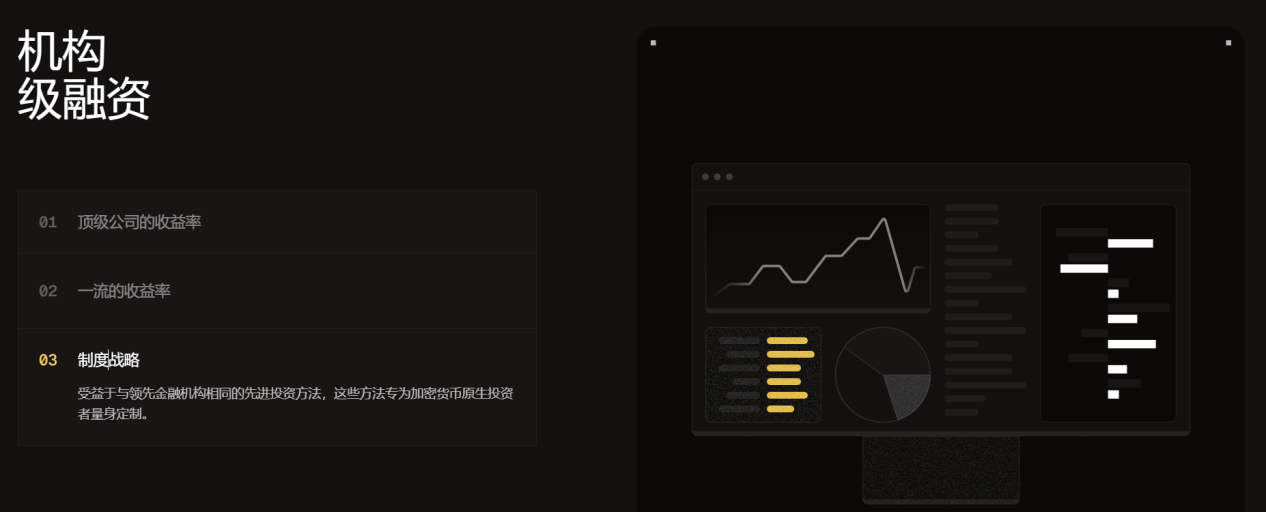 机构
级融资
01 顶级公司的收益率
02 一流的收益率
03 制度战略
受益于与领先金融机构相同的先进投资方法，这些方法专为加密货币原生投资
者量身定制。